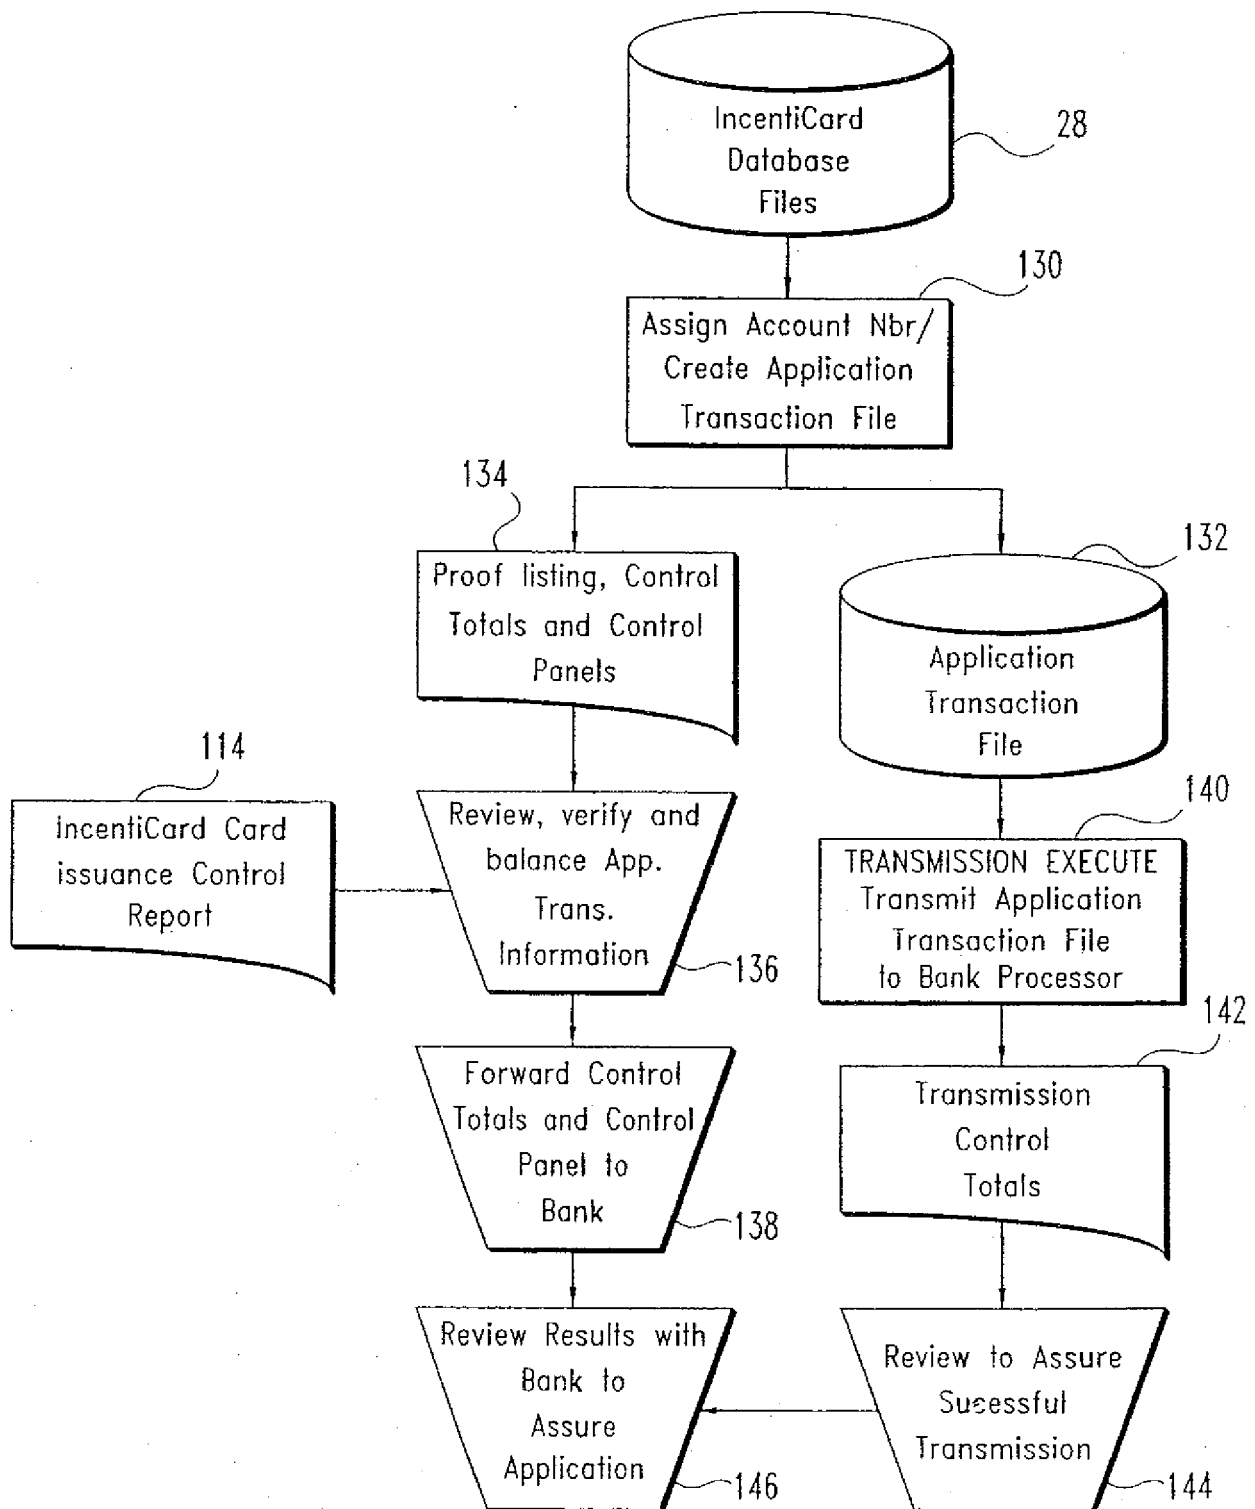 IncentiCard
Database
Files
28
130
Assign Account Nbr/
Create Application
Transaction File
134
Proof listing, Control
Totals and Control
Panels
132
Application
Transaction
File
114
IncentiCard Card
issuance Control
Report
Review, verify and
balance App.
Trans.
Information
136
140
TRANSMISSION EXECUTE
Transmit Application
Transaction File
to Bank Processor
Forward Control
Totals and Control
Panel to
Bank
138
142
Transmission
Control
Totals
Review Results with
Bank to
Assure
Application
146
Review to Assure
Sucessful
Transmission
144